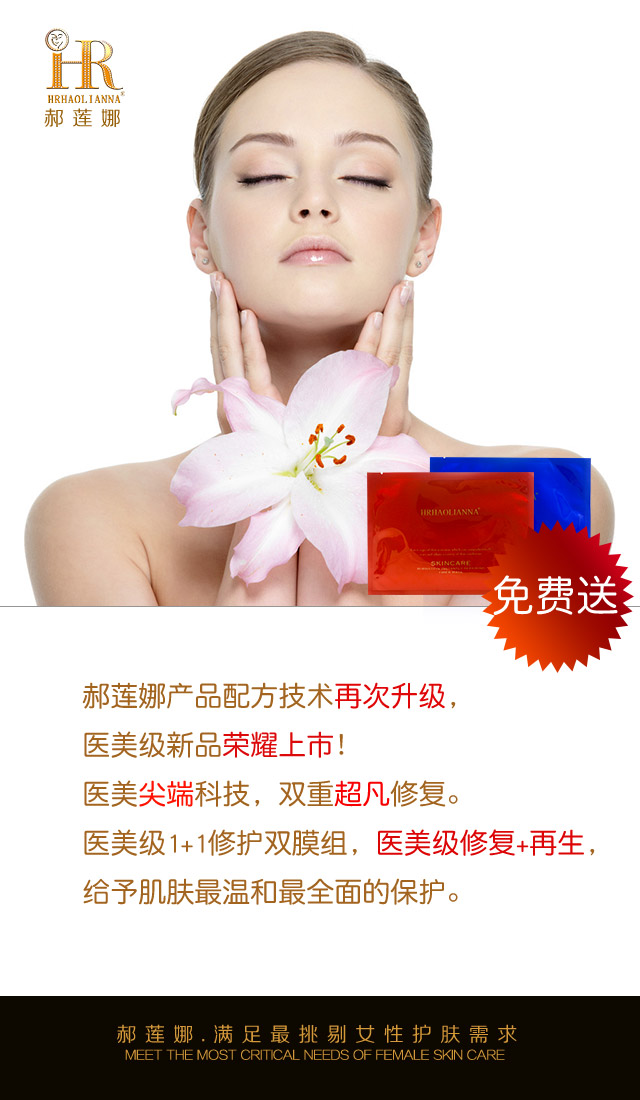 HR
HRHAOLIANNA®
郝莲娜
HRHAOLIANNA®
SKINCARE
免费送
郝莲娜产品配方技术再次升级，
医美级新品荣耀上市！
医美尖端科技，双重超凡修复。
医美级1+1修护双膜组，医美级修复+再生，
给予肌肤最温和最全面的保护。
郝莲娜.满足最挑剔女性护肤需求
MEET THE MOST CRITICAL NEEDS OF FEMALE SKIN CARE